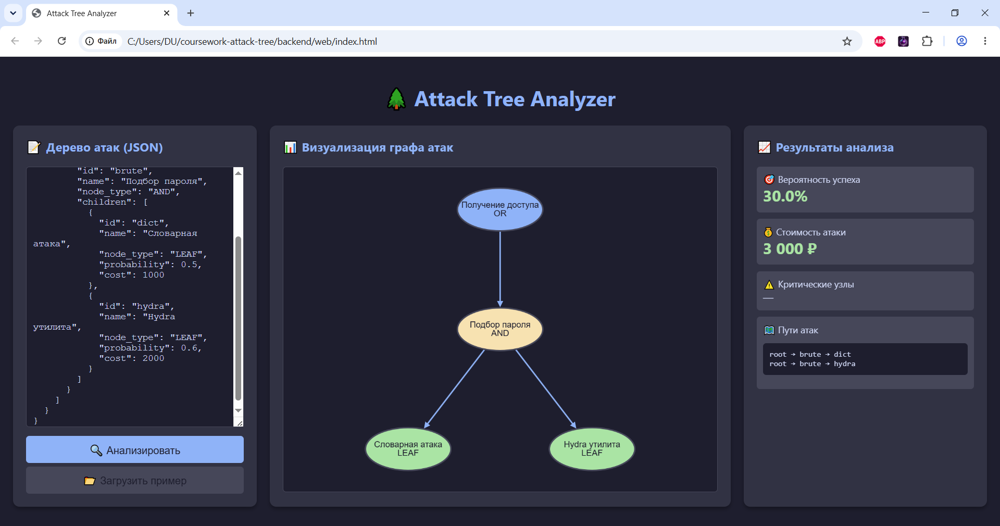 Attack Tree Analyzer
Файл
C:/Users/DU/coursework-attack-tree/backend/web/index.html
ABP
Attack Tree Analyzer
Дерево атак (JSON)
"id": "brute",
"name": "Подбор пароля",
"node_type": "AND",
"children": [
{
"id": "dict",
"name": "Словарная
атака",
"node_type": "LEAF",
"probability": 0.5,
"cost": 1000
},
{
"id": "hydra",
"name": "Hydra
утилита",
"node_type": "LEAF",
"probability": 0.6,
"cost": 2000
}
]
}
]
}
}
Анализировать
Загрузить пример
Визуализация графа атак
Получение доступа
OR
Подбор пароля
AND
Словарная атака
LEAF
Hydra утилита
LEAF
Результаты анализа
Вероятность успеха
30.0%
Стоимость атаки
3 000 ₽
Критические узлы
—
Пути атак
root → brute → dict
root → brute → hydra